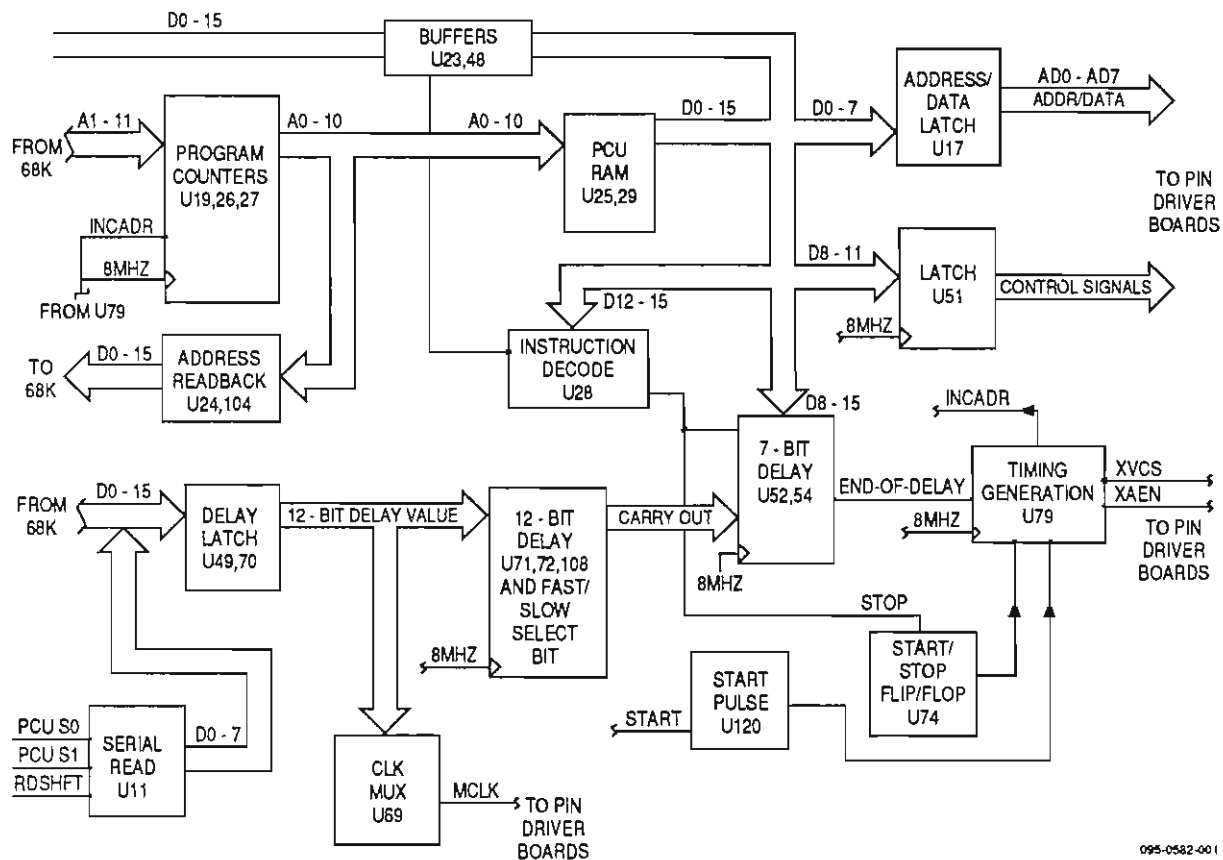 D0 - 15
BUFFERS
U23,48
ADDRESS/
DATA
LATCH
U17
AD0 - AD7
ADDR/DATA
A1 - 11
FROM
68K
PROGRAM
COUNTERS
U19,26,27
A0 - 10
A0 - 10
PCU
RAM
U25,29
D0 - 15
D0 - 7
TO PIN
DRIVER
BOARDS
INCADR
8MHZ
FROM U79
D8 - 11
LATCH
U51
CONTROL SIGNALS
8MHZ
D12 - 15
TO
68K
D0 - 15
ADDRESS
READBACK
U24,104
INSTRUCTION
DECODE
U28
D8 - 15
INCADR
7 - BIT
DELAY
U52,54
END-OF-DELAY
TIMING
GENERATION
U79
XVCS
XAEN
8MHZ
TO PIN
DRIVER
BOARDS
FROM
68K
D0 - 15
DELAY
LATCH
U49,70
12-BIT DELAY VALUE
12 - BIT
DELAY
U71,72,108
AND FAST/
SLOW
SELECT
BIT
CARRY OUT
8MHZ
8MHZ
STOP
START/
STOP
FLIP/FLOP
U74
START
PULSE
U120
START
PCU S0
PCU S1
RDSHFT
SERIAL
READ
U11
D0 - 7
CLK
MUX
U69
MCLK
TO PIN
DRIVER
BOARDS
095-0582-001